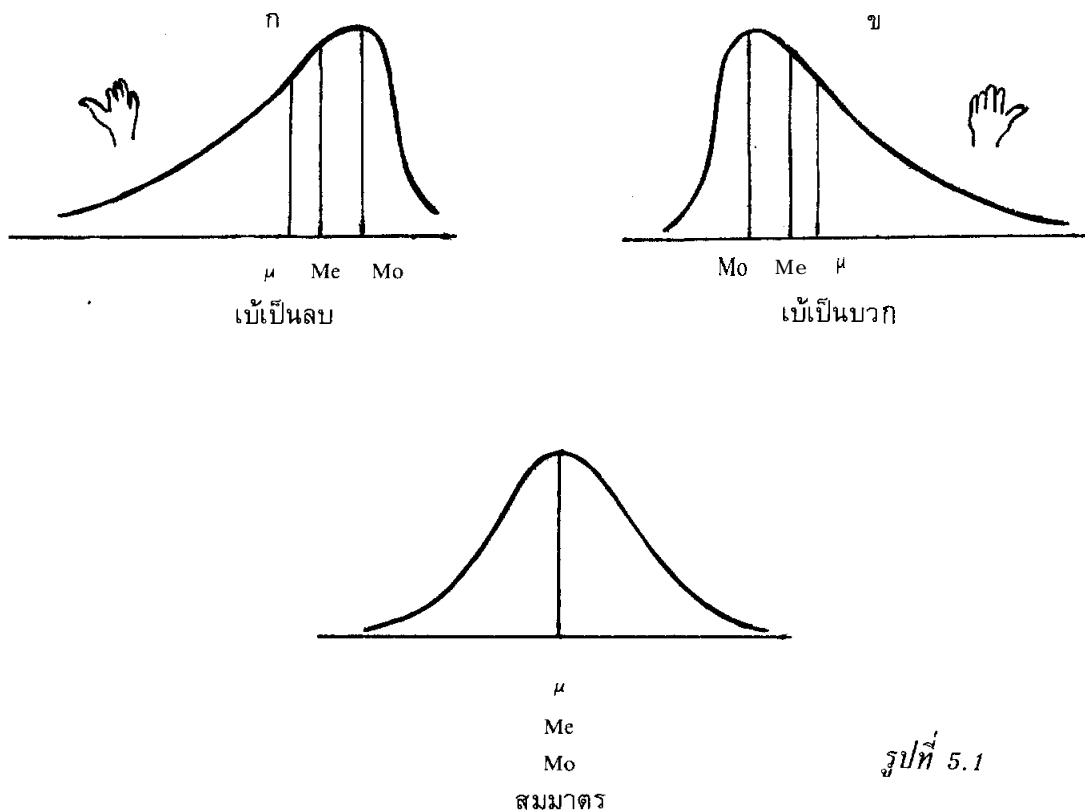 ก
ข
μ Me Mo
Mo Me μ
เบ้เป็นลบ
เบ้เป็นบวก
μ
Me
Mo
สมมาตร
รูปที่ 5.1